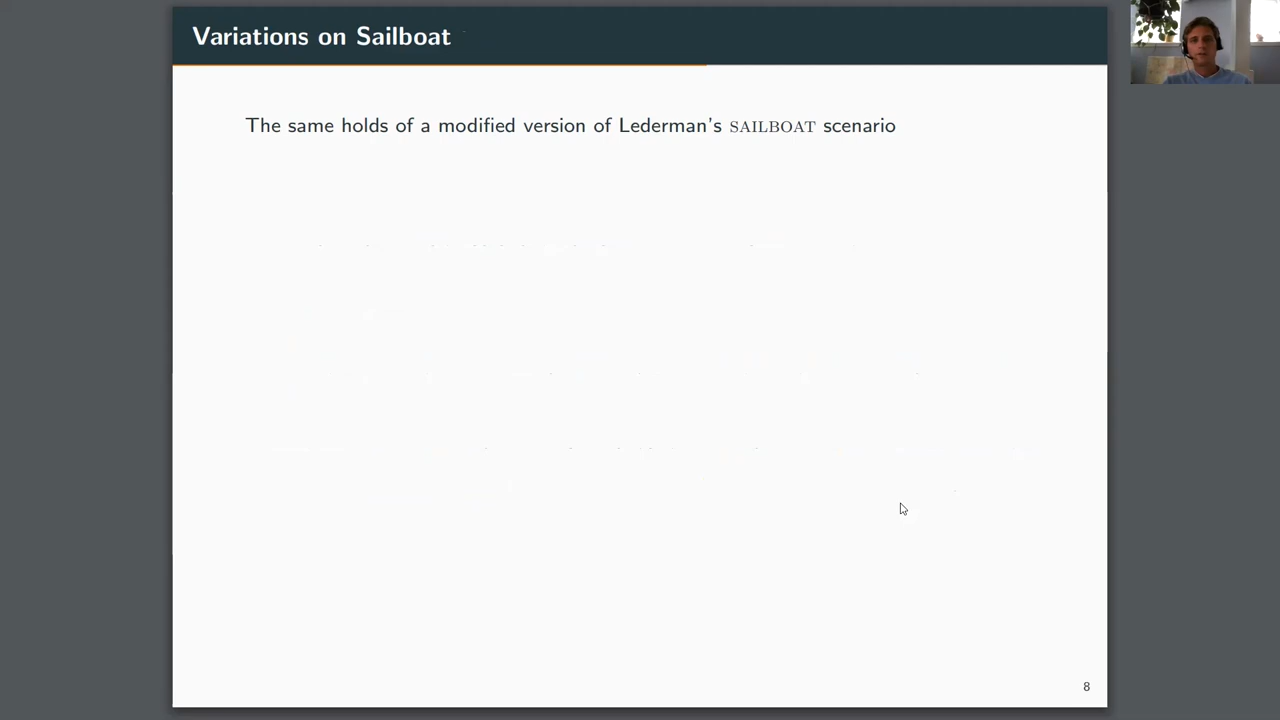 Variations on Sailboat
The same holds of a modified version of Lederman's SAILBOAT scenario
8